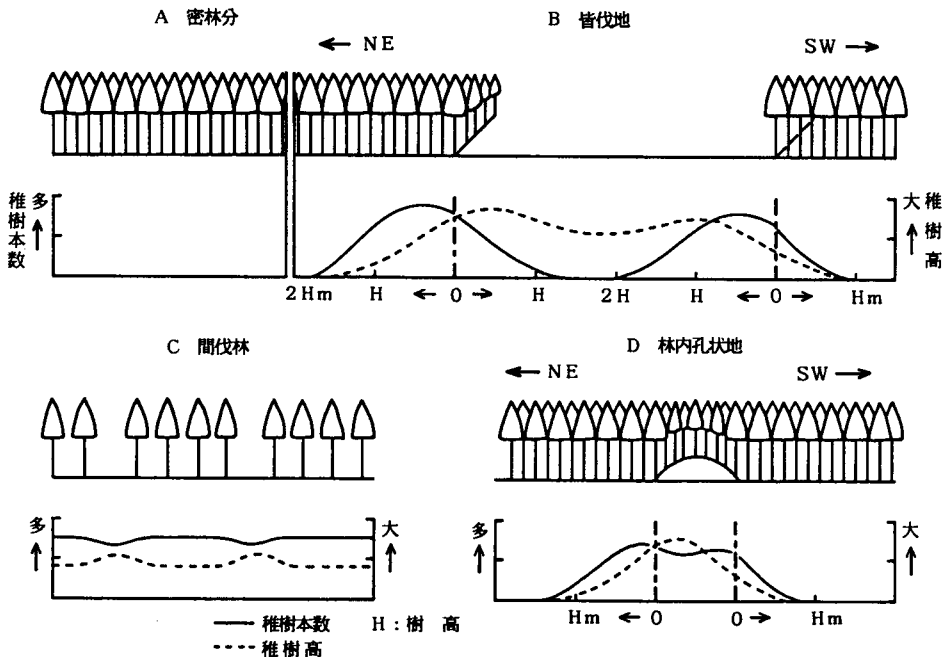 A 密林分
B 皆伐地
← NE
SW →
稚樹本数
多
↑
大
↑
稚樹高
2Hm H ← 0 → H 2H H ← 0 → Hm
C 間伐林
D 林内孔状地
← NE
SW →
多
↑
大
↑
多
↑
大
↑
Hm ← 0 0 → Hm
稚樹本数 H:樹 高
稚樹高